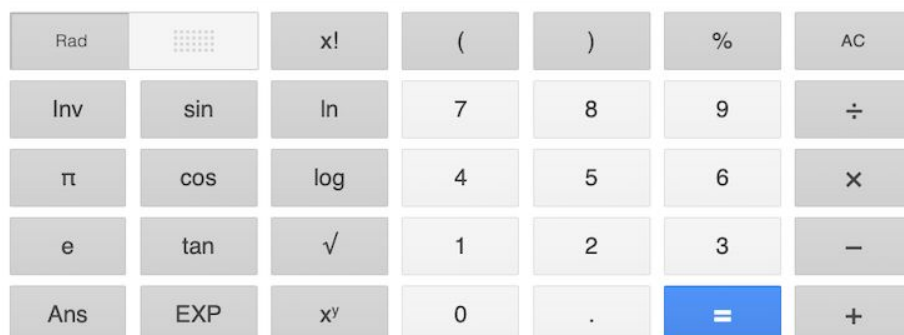 Rad x! ( ) % AC
Inv sin ln 7 8 9 ÷
π cos log 4 5 6 ×
e tan √ 1 2 3 −
Ans EXP xʸ 0 . = +